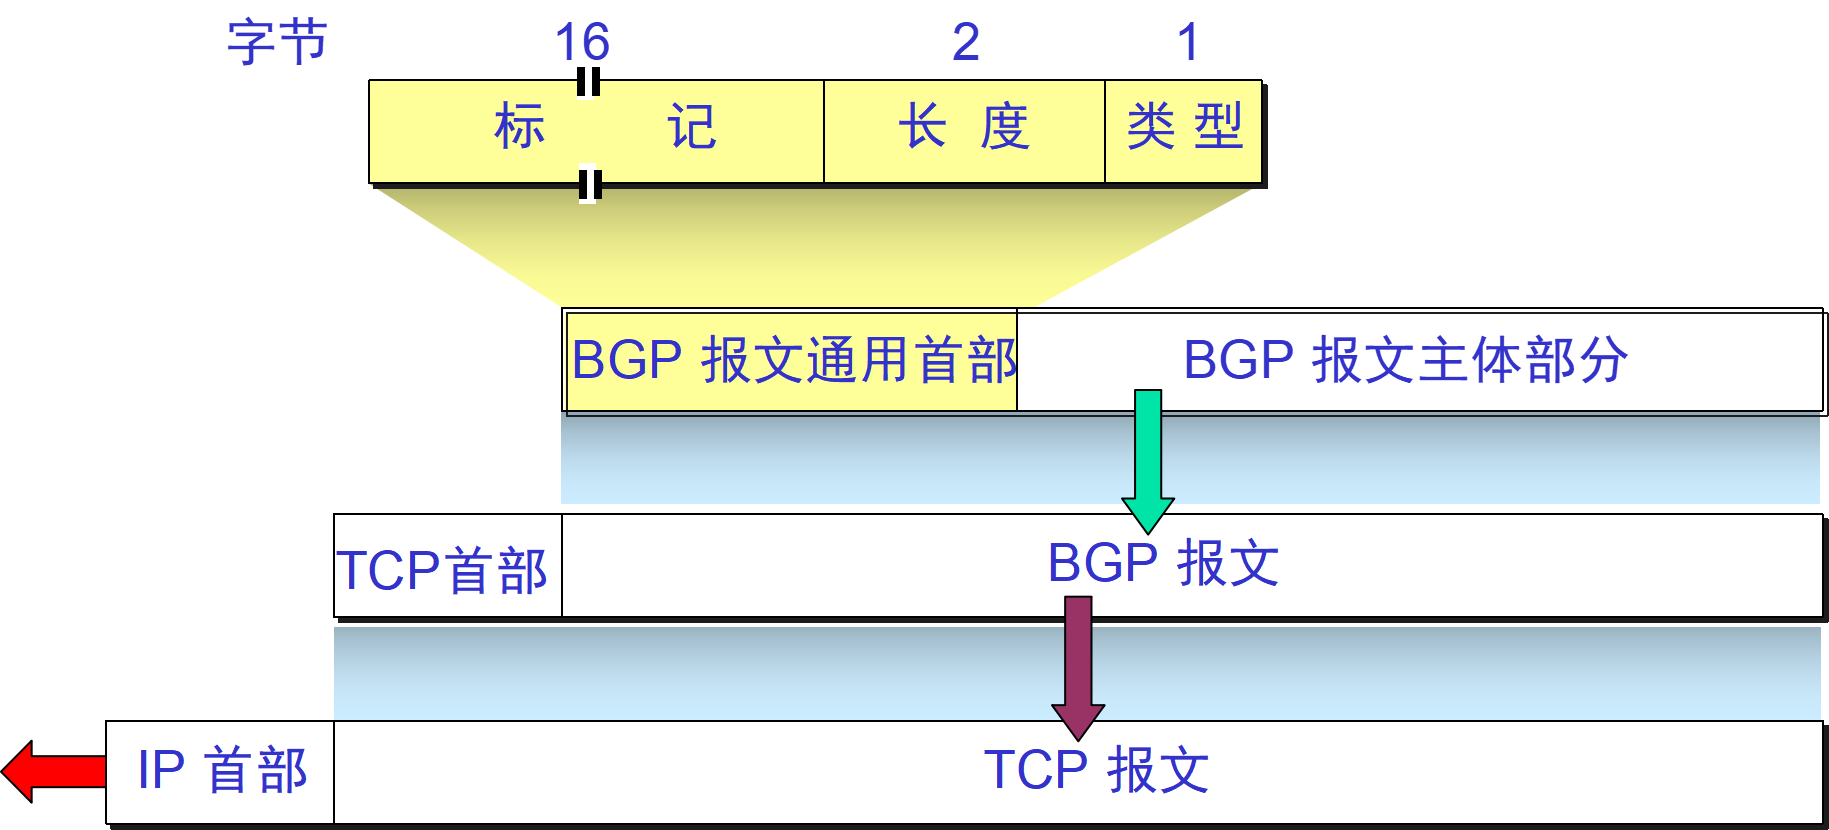 字节 16 2 1
标 记 长 度 类 型
BGP 报文通用首部 BGP 报文主体部分
TCP首部 BGP 报文
IP 首部 TCP 报文